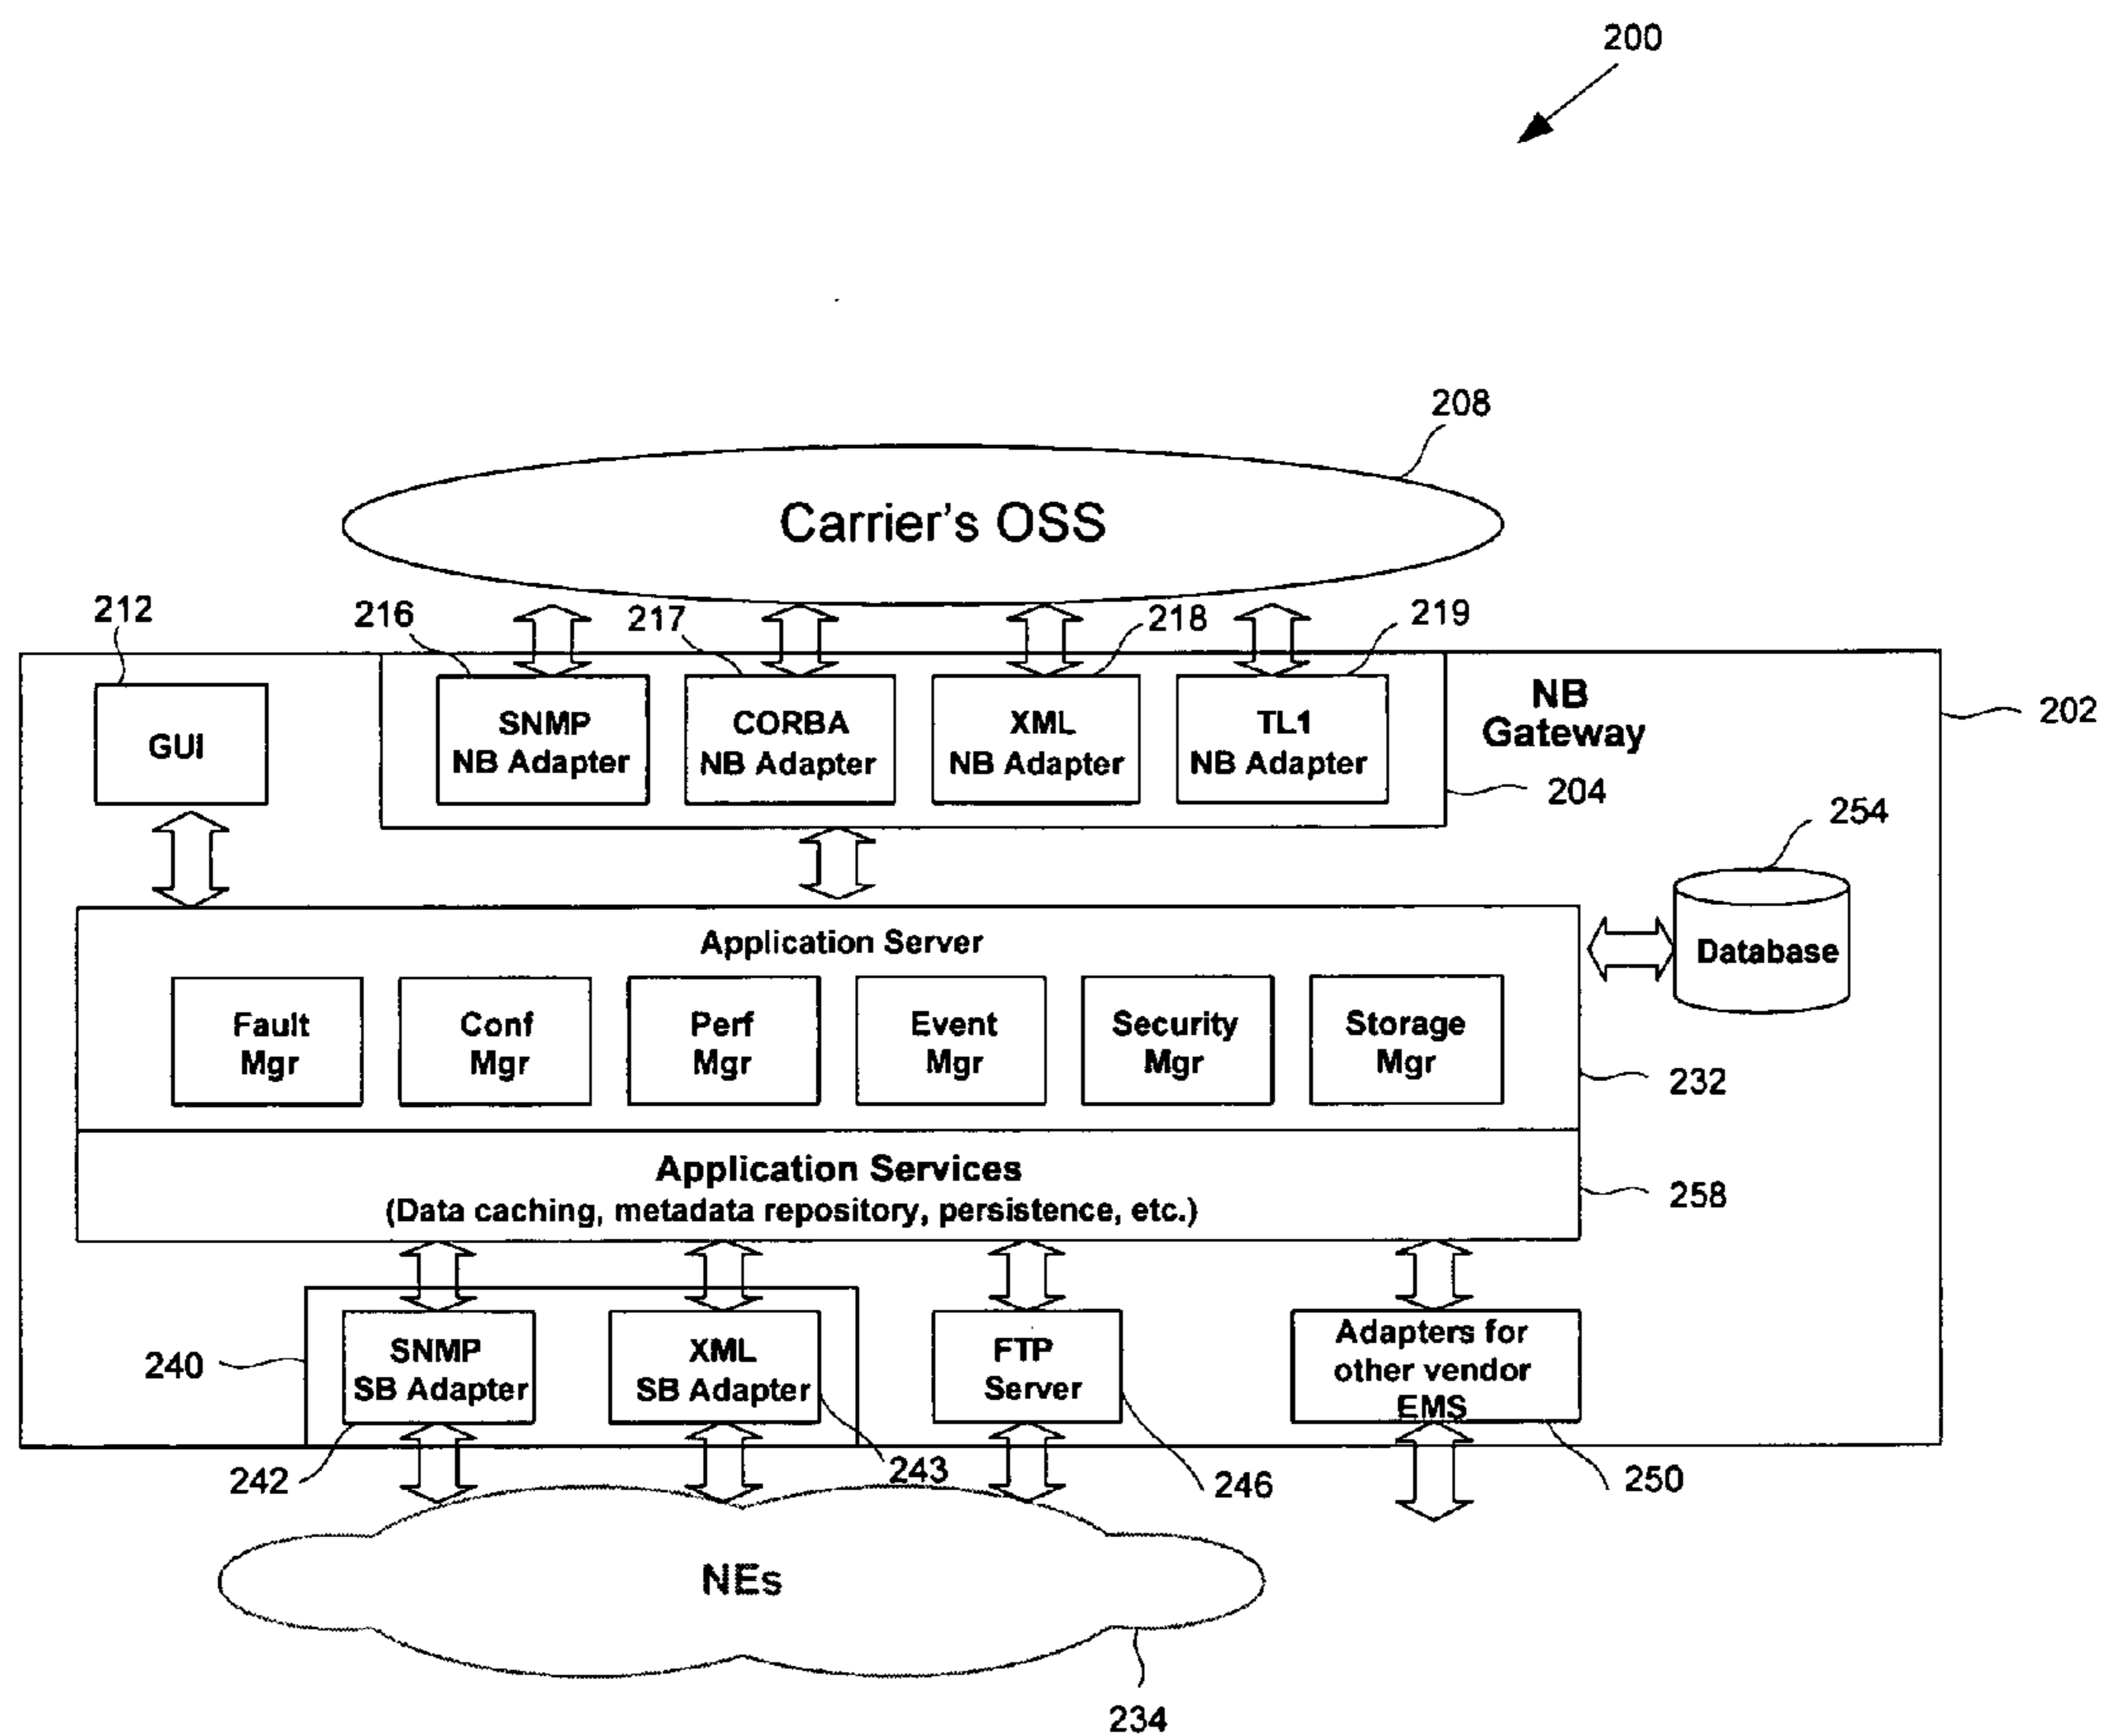 200
208
Carrier's OSS
212
216
217
218
219
GUI
SNMP
NB Adapter
CORBA
NB Adapter
XML
NB Adapter
TL1
NB Adapter
NB
Gateway
202
204
254
Database
Application Server
Fault
Mgr
Conf
Mgr
Perf
Mgr
Event
Mgr
Security
Mgr
Storage
Mgr
232
Application Services
(Data caching, metadata repository, persistence, etc.)
258
240
SNMP
SB Adapter
XML
SB Adapter
FTP
Server
Adapters for
other vendor
EMS
242
243
246
250
NEs
234